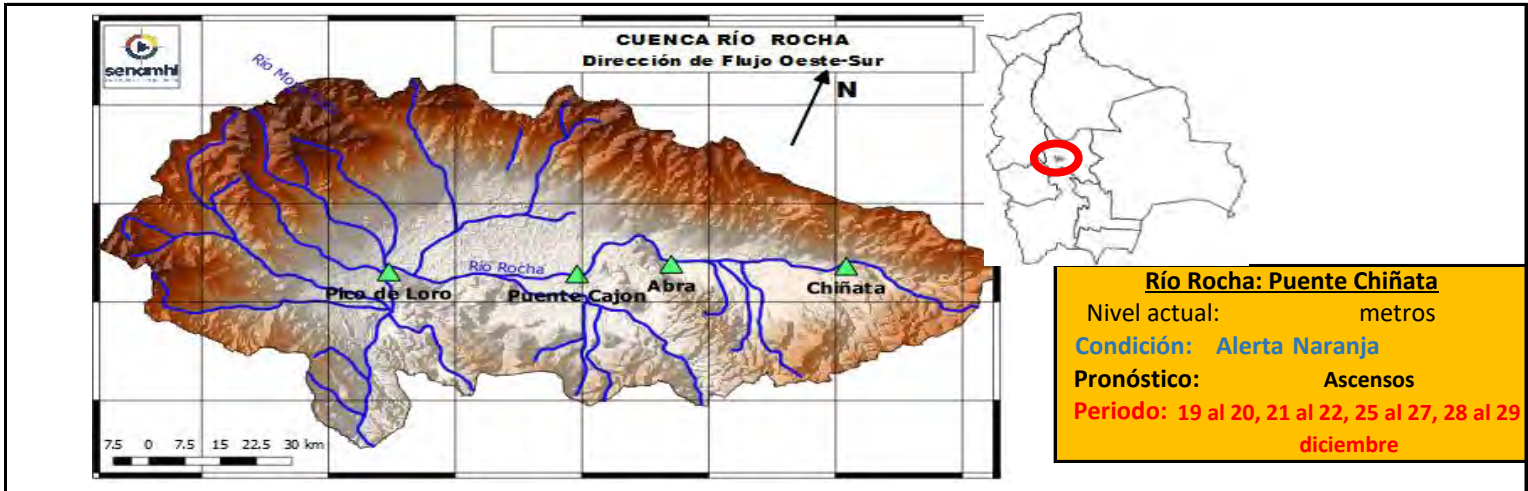 senamhi
CUENCA RÍO ROCHA
Dirección de Flujo Oeste-Sur
N
Río Rocha
Pico de Loro
Puente Cajon
Abra
Chiñata
7.5 0 7.5 15 22.5 30 km
Río Rocha: Puente Chiñata
Nivel actual: metros
Condición: Alerta Naranja
Pronóstico: Ascensos
Periodo: 19 al 20, 21 al 22, 25 al 27, 28 al 29
diciembre